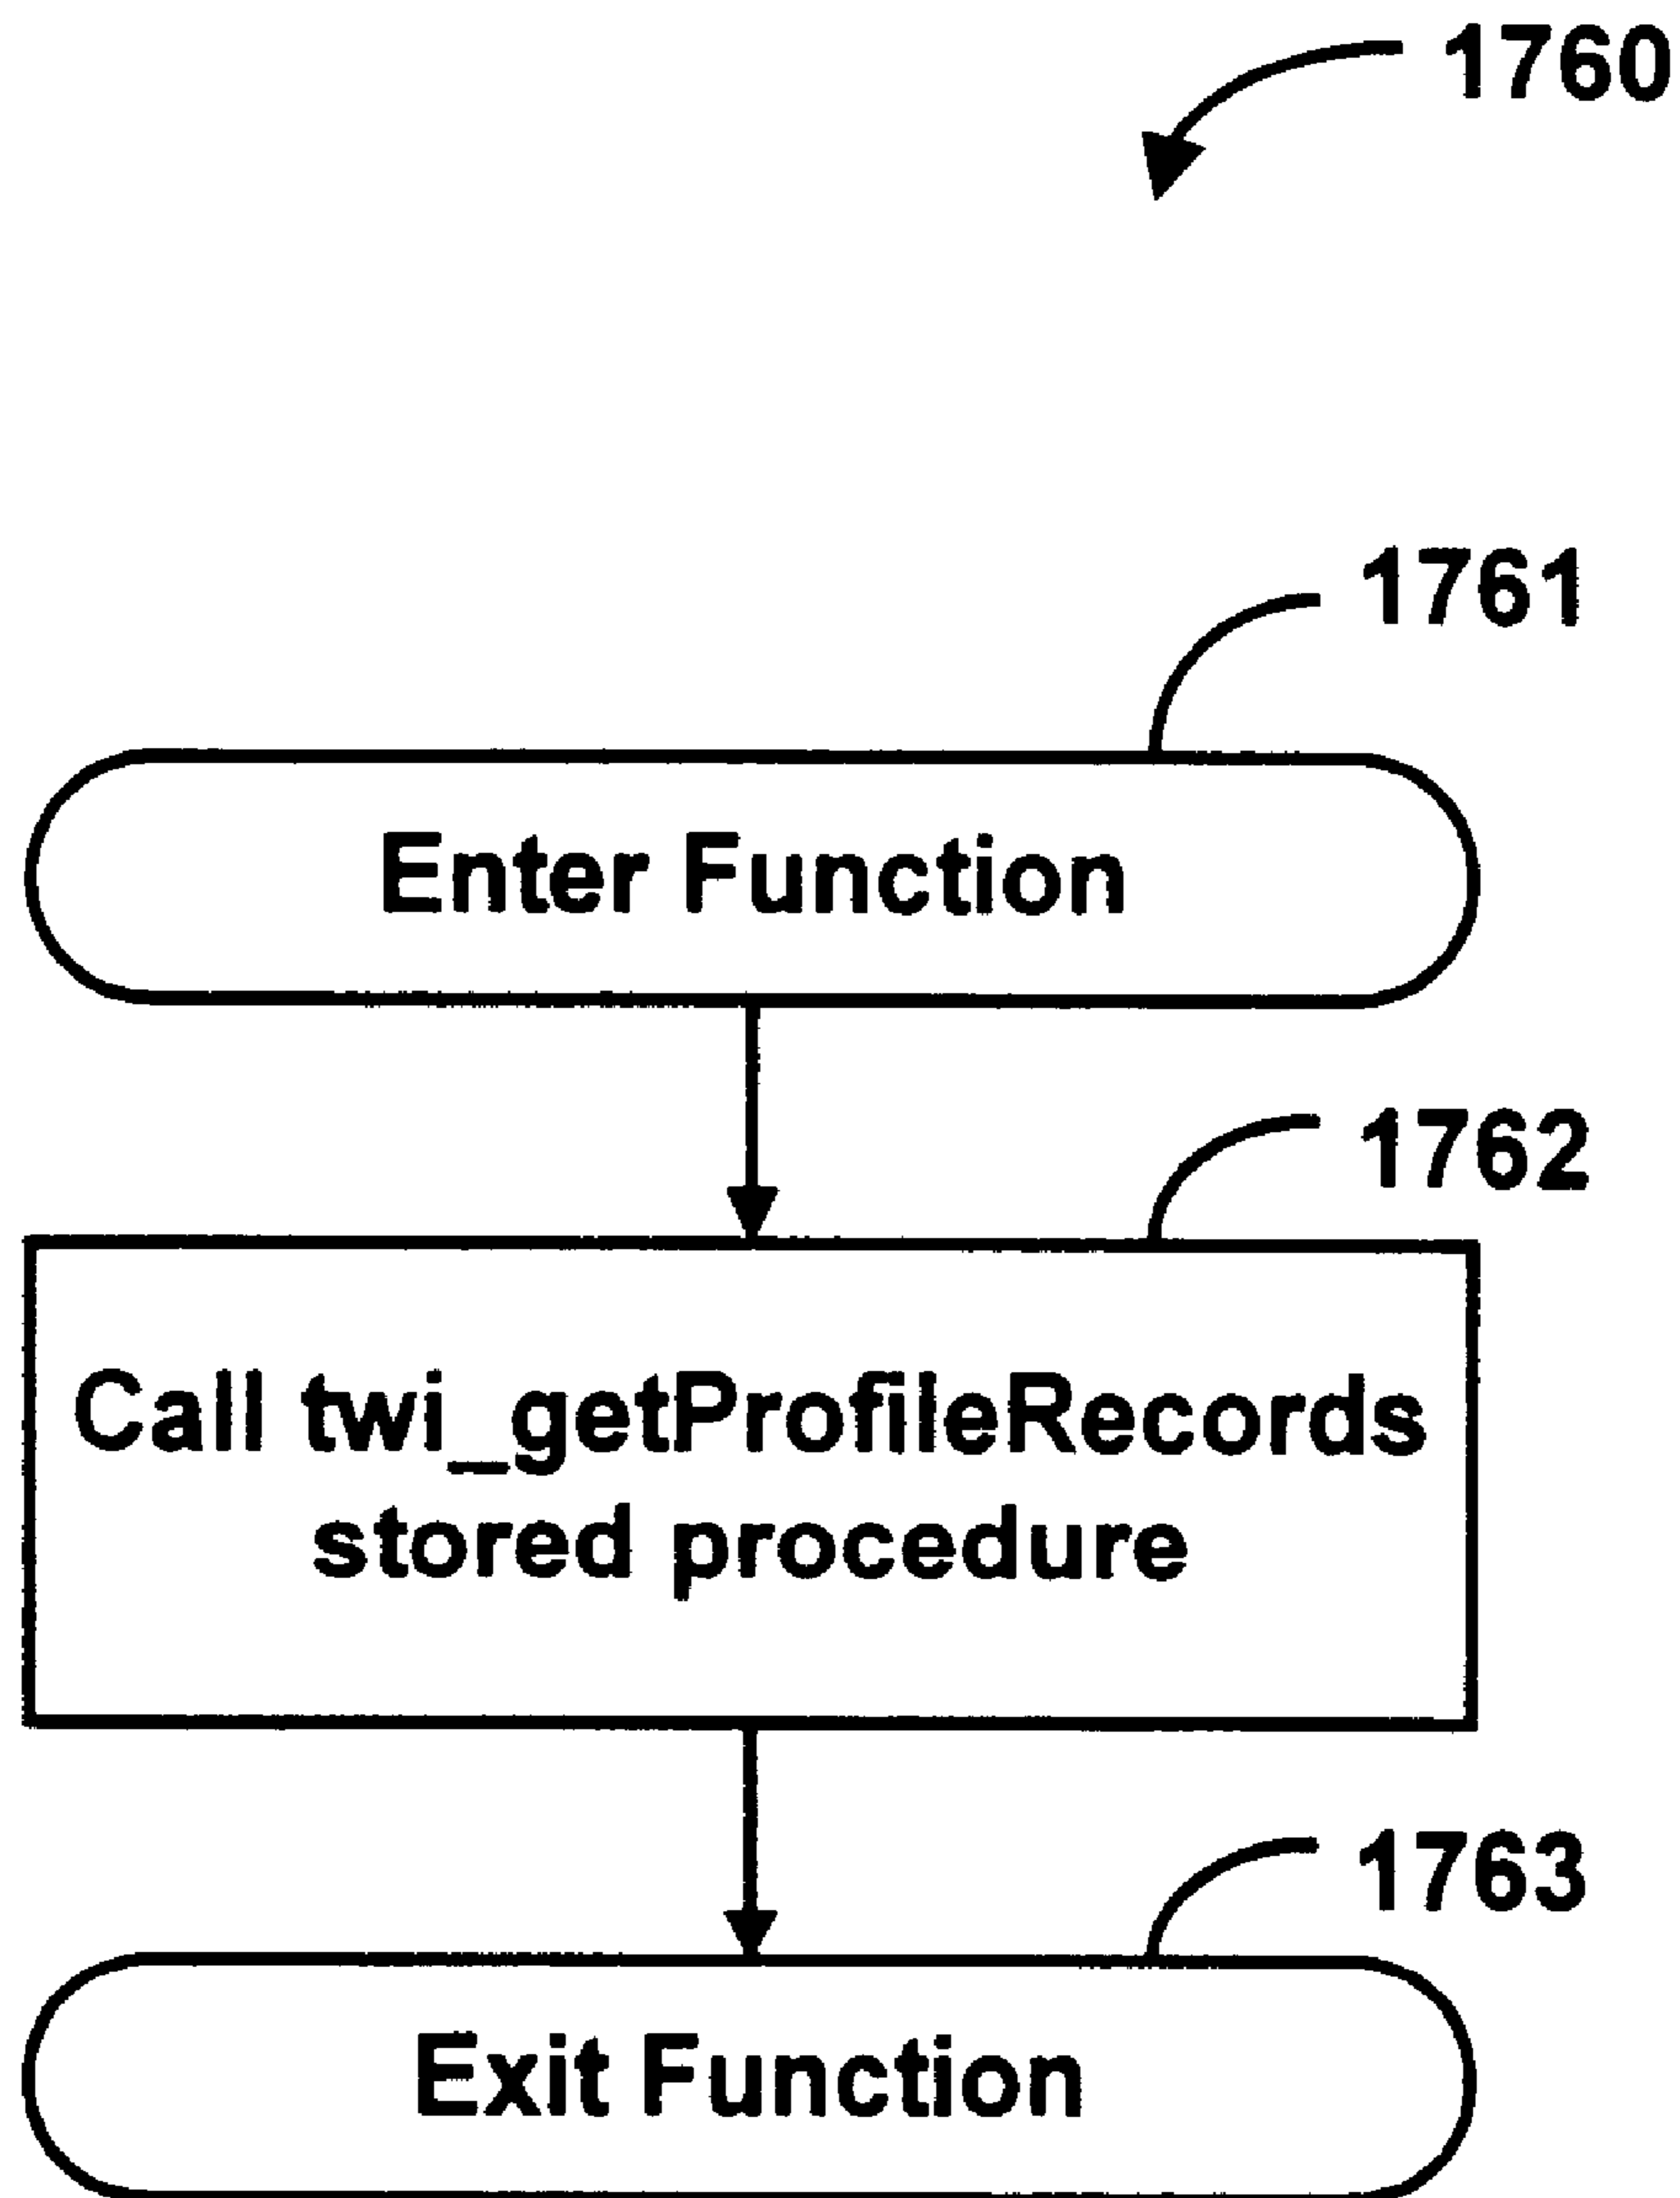 1760
1761
Enter Function
1762
Call twi_getProfileRecords
stored procedure
1763
Exit Function